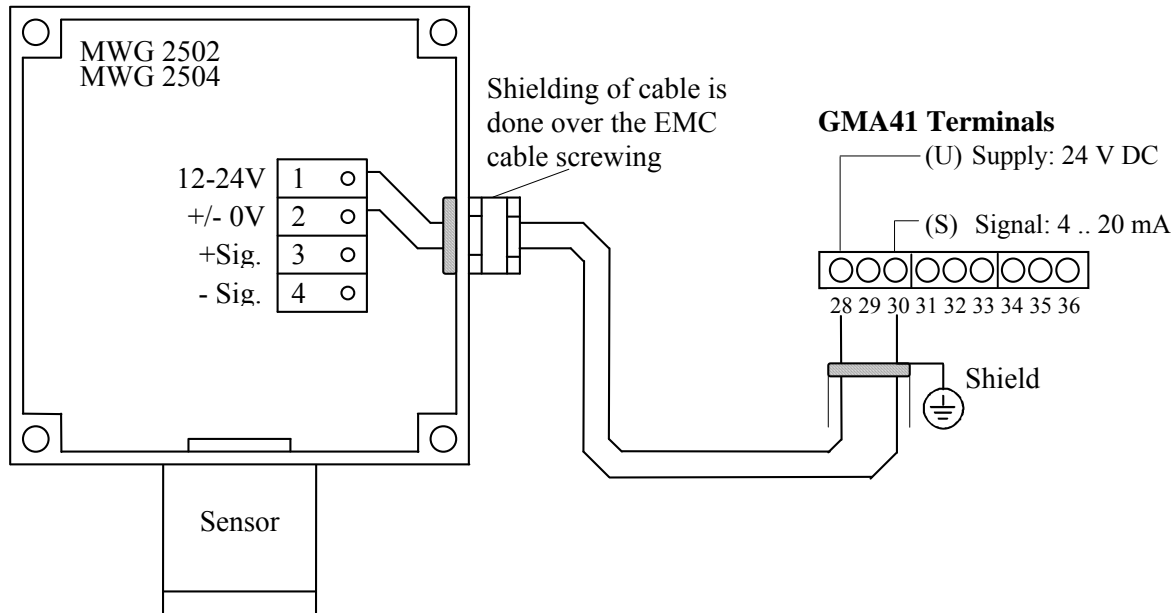 MWG 2502
MWG 2504
12-24V 1
+/- 0V 2
+Sig. 3
- Sig. 4
Sensor
Shielding of cable is
done over the EMC
cable screwing
GMA41 Terminals
(U) Supply: 24 V DC
(S) Signal: 4 .. 20 mA
28 29 30 31 32 33 34 35 36
Shield